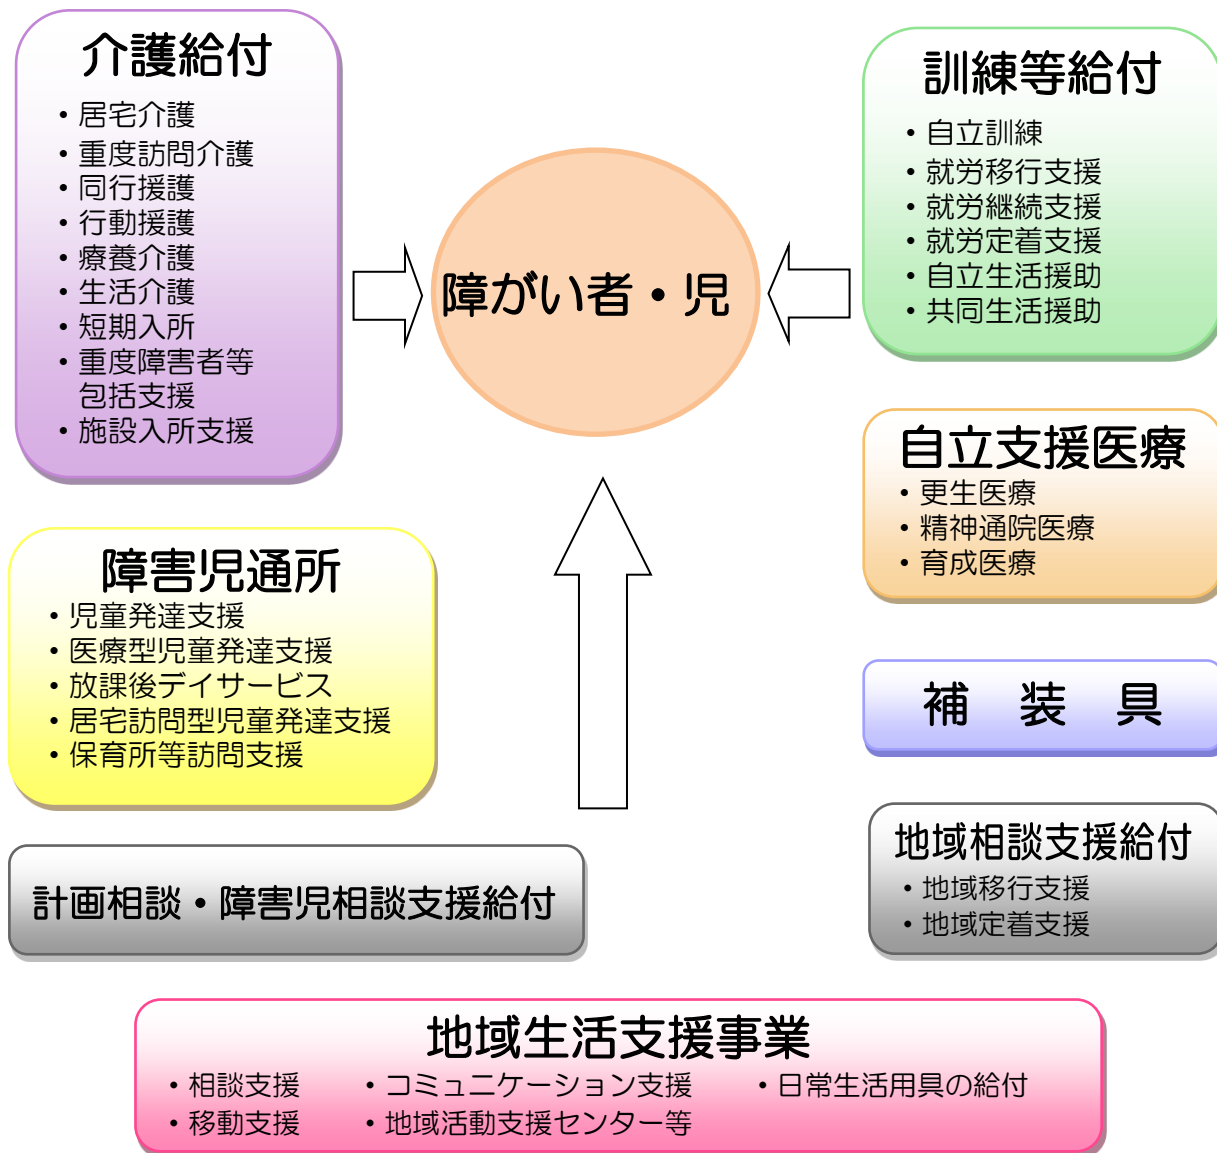 介護給付
・居宅介護
・重度訪問介護
・同行援護
・行動援護
・療養介護
・生活介護
・短期入所
・重度障害者等
包括支援
・施設入所支援
訓練等給付
・自立訓練
・就労移行支援
・就労継続支援
・就労定着支援
・自立生活援助
・共同生活援助
障がい者・児
自立支援医療
・更生医療
・精神通院医療
・育成医療
障害児通所
・児童発達支援
・医療型児童発達支援
・放課後デイサービス
・居宅訪問型児童発達支援
・保育所等訪問支援
補　装　具
地域相談支援給付
・地域移行支援
・地域定着支援
計画相談・障害児相談支援給付
地域生活支援事業
・相談支援　・コミュニケーション支援　・日常生活用具の給付
・移動支援　・地域活動支援センター等